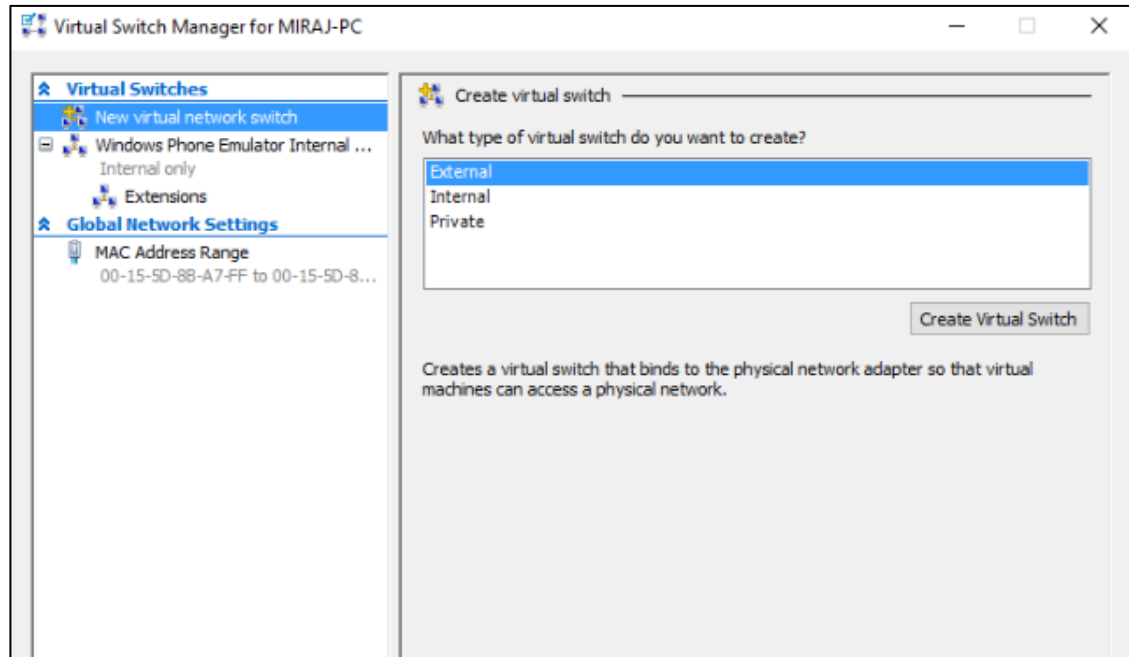 Virtual Switch Manager for MIRAJ-PC
Virtual Switches
New virtual network switch
Windows Phone Emulator Internal ...
Internal only
Extensions
Global Network Settings
MAC Address Range
00-15-5D-8B-A7-FF to 00-15-5D-8...
Create virtual switch
What type of virtual switch do you want to create?
External
Internal
Private
Create Virtual Switch
Creates a virtual switch that binds to the physical network adapter so that virtual
machines can access a physical network.